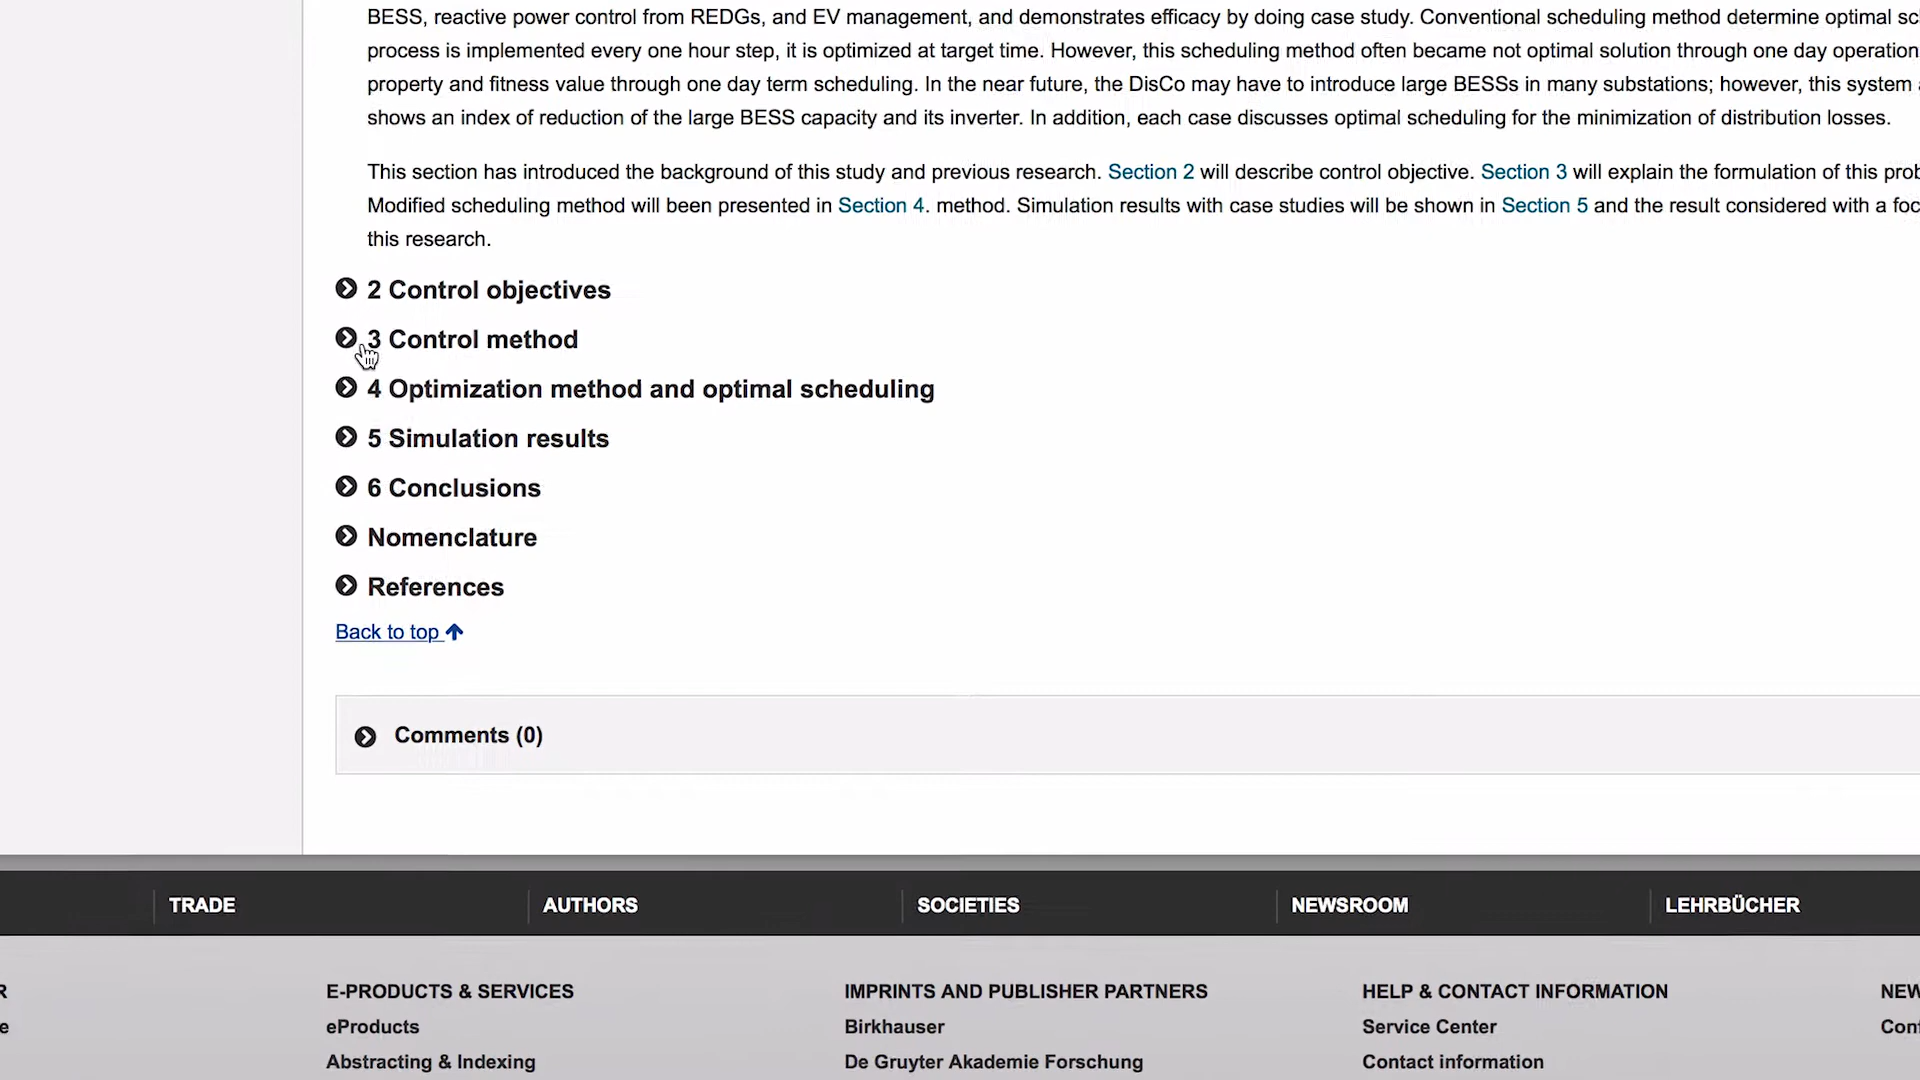 BESS, reactive power control from REDGs, and EV management, and demonstrates efficacy by doing case study. Conventional scheduling method determine optimal sc
process is implemented every one hour step, it is optimized at target time. However, this scheduling method often became not optimal solution through one day operation
property and fitness value through one day term scheduling. In the near future, the DisCo may have to introduce large BESSs in many substations; however, this system
shows an index of reduction of the large BESS capacity and its inverter. In addition, each case discusses optimal scheduling for the minimization of distribution losses.
This section has introduced the background of this study and previous research. Section 2 will describe control objective. Section 3 will explain the formulation of this prob
Modified scheduling method will been presented in Section 4. method. Simulation results with case studies will be shown in Section 5 and the result considered with a foc
this research.
2 Control objectives
3 Control method
4 Optimization method and optimal scheduling
5 Simulation results
6 Conclusions
Nomenclature
References
Back to top
Comments (0)
TRADE AUTHORS SOCIETIES NEWSROOM LEHRBÜCHER
R E-PRODUCTS & SERVICES IMPRINTS AND PUBLISHER PARTNERS HELP & CONTACT INFORMATION NEW
e eProducts Birkhauser Service Center Conf
Abstracting & Indexing De Gruyter Akademie Forschung Contact information